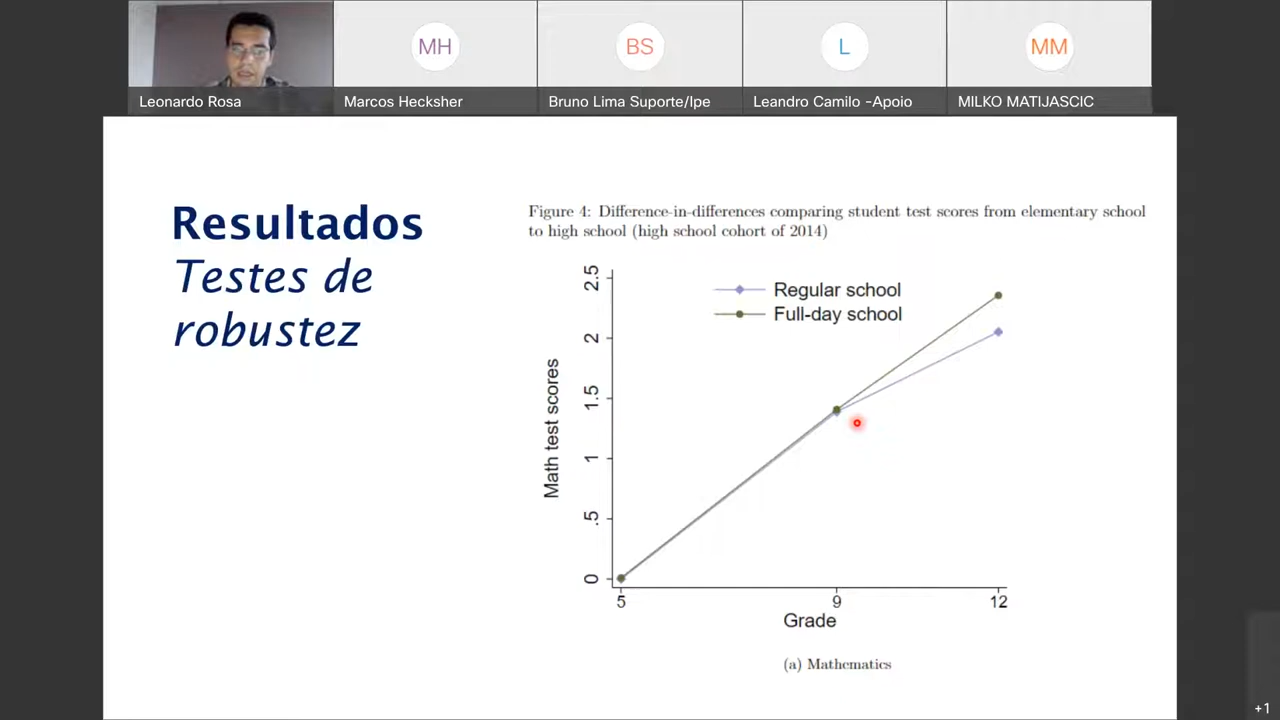 MH
BS
L
MM
Leonardo Rosa
Marcos Hecksher
Bruno Lima Suporte/Ipe
Leandro Camilo -Apoio
MILKO MATIJASCIC
Resultados
Testes de
robustez
Figure 4: Difference-in-differences comparing student test scores from elementary school
to high school (high school cohort of 2014)
Regular school
Full-day school
Math test scores
2.5
2
1.5
1
.5
0
5
9
12
Grade
(a) Mathematics
+1